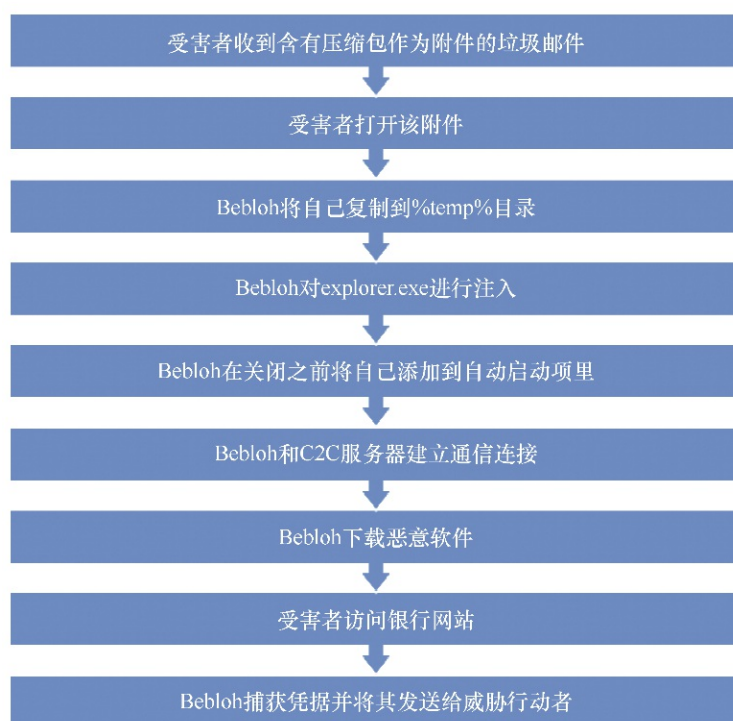 受害者收到含有压缩包作为附件的垃圾邮件
受害者打开该附件
Bebloh将自己复制到%temp%目录
Bebloh对explorer.exe进行注入
Bebloh在关闭之前将自己添加到自动启动项里
Bebloh和C2C服务器建立通信连接
Bebloh下载恶意软件
受害者访问银行网站
Bebloh捕获凭据并将其发送给威胁行动者